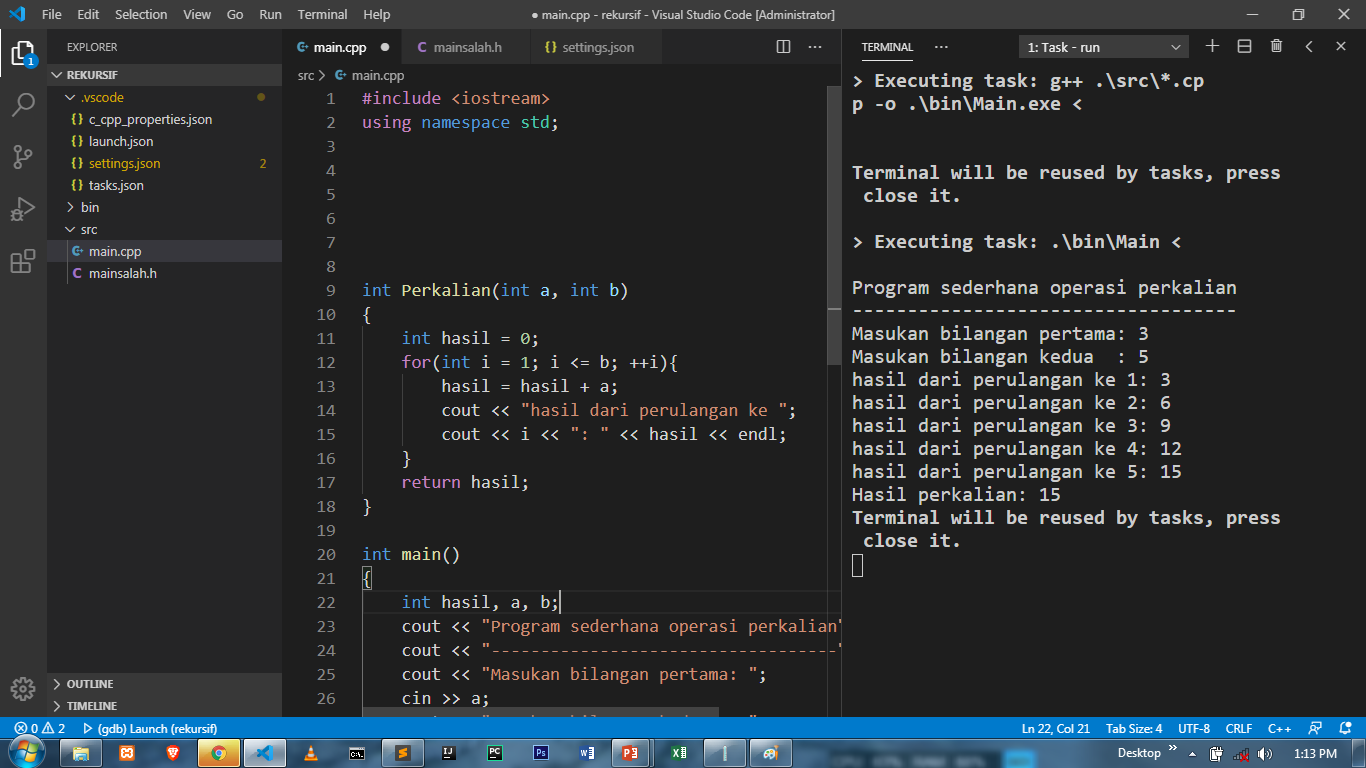 File Edit Selection View Go Run Terminal Help
● main.cpp - rekursif - Visual Studio Code [Administrator]
EXPLORER
REKURSIF
.vscode
{} c_cpp_properties.json
{} launch.json
{} settings.json 2
{} tasks.json
bin
src
main.cpp
C mainsalah.h
OUTLINE
TIMELINE
1
main.cpp ●
C mainsalah.h
{} settings.json
src > main.cpp
1 #include <iostream>
2 using namespace std;
3
4
5
6
7
8
9 int Perkalian(int a, int b)
10 {
11 int hasil = 0;
12 for(int i = 1; i <= b; ++i){
13 hasil = hasil + a;
14 cout << "hasil dari perulangan ke ";
15 cout << i << ": " << hasil << endl;
16 }
17 return hasil;
18 }
19
20 int main()
21 {
22 int hasil, a, b;
23 cout << "Program sederhana operasi perkalian"
24 cout << "-----------------------------------"
25 cout << "Masukan bilangan pertama: ";
26 cin >> a;
TERMINAL ··· 1: Task - run
> Executing task: g++ .\src\*.cp
p -o .\bin\Main.exe <
Terminal will be reused by tasks, press
close it.
> Executing task: .\bin\Main <
Program sederhana operasi perkalian
-----------------------------------
Masukan bilangan pertama: 3
Masukan bilangan kedua  : 5
hasil dari perulangan ke 1: 3
hasil dari perulangan ke 2: 6
hasil dari perulangan ke 3: 9
hasil dari perulangan ke 4: 12
hasil dari perulangan ke 5: 15
Hasil perkalian: 15
Terminal will be reused by tasks, press
close it.
0 2 (gdb) Launch (rekursif)
Ln 22, Col 21 Tab Size: 4 UTF-8 CRLF C++
Desktop » 1:13 PM